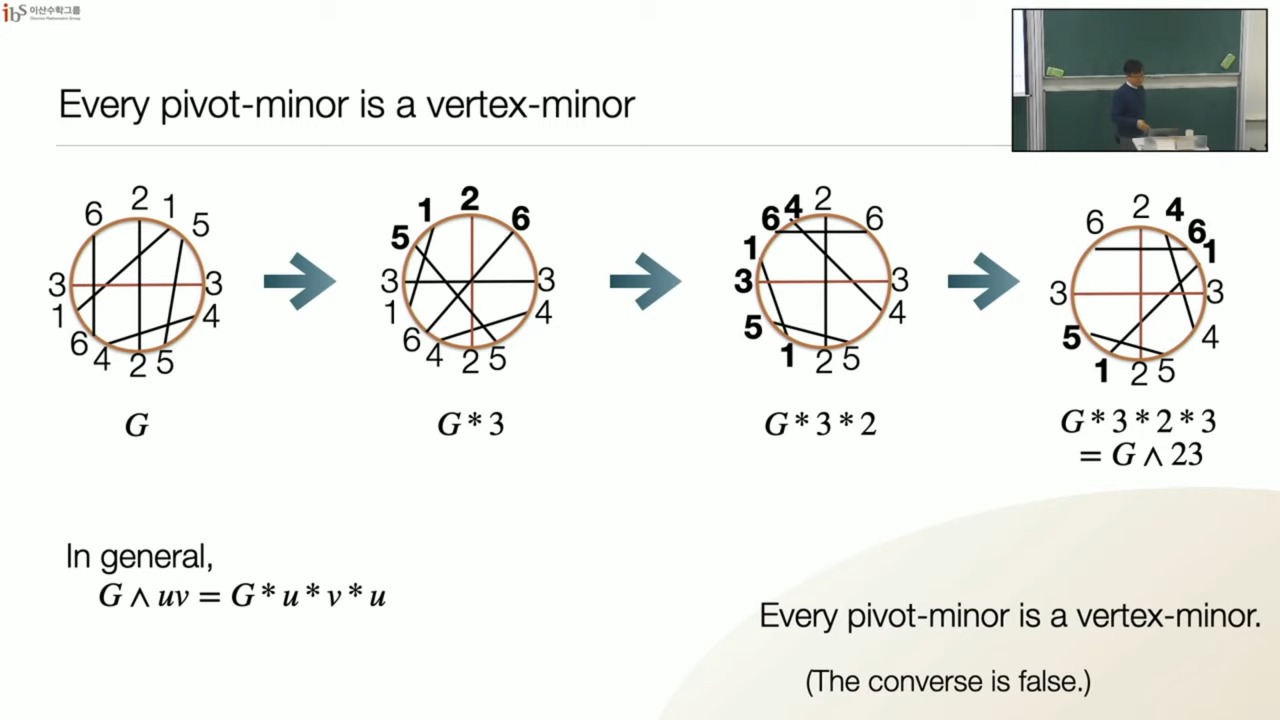 ibS 이산수학그룹
Discrete Mathematics Group
Every pivot-minor is a vertex-minor
6 2 1 5 3 4 5 2 4 6 1 3
1 2 6 3 4 5 2 4 6 1 3 5
6 4 2 6 3 4 5 2 1 5 3 1
6 2 4 6 1 3 4 5 2 1 5 3
G
G * 3
G * 3 * 2
G * 3 * 2 * 3
= G ∧ 23
In general,
G ∧ uv = G * u * v * u
Every pivot-minor is a vertex-minor.
(The converse is false.)